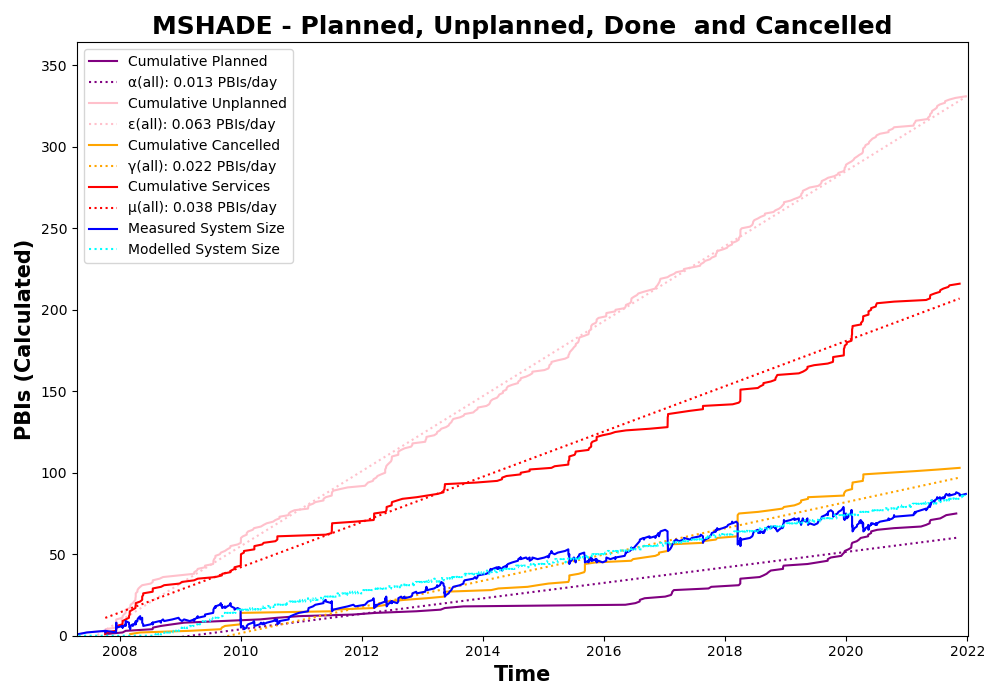 MSHADE - Planned, Unplanned, Done  and Cancelled
PBIs (Calculated)
350
300
250
200
150
100
50
0
Cumulative Planned
α(all): 0.013 PBIs/day
Cumulative Unplanned
ε(all): 0.063 PBIs/day
Cumulative Cancelled
γ(all): 0.022 PBIs/day
Cumulative Services
μ(all): 0.038 PBIs/day
Measured System Size
Modelled System Size
2008 2010 2012 2014 2016 2018 2020 2022
Time